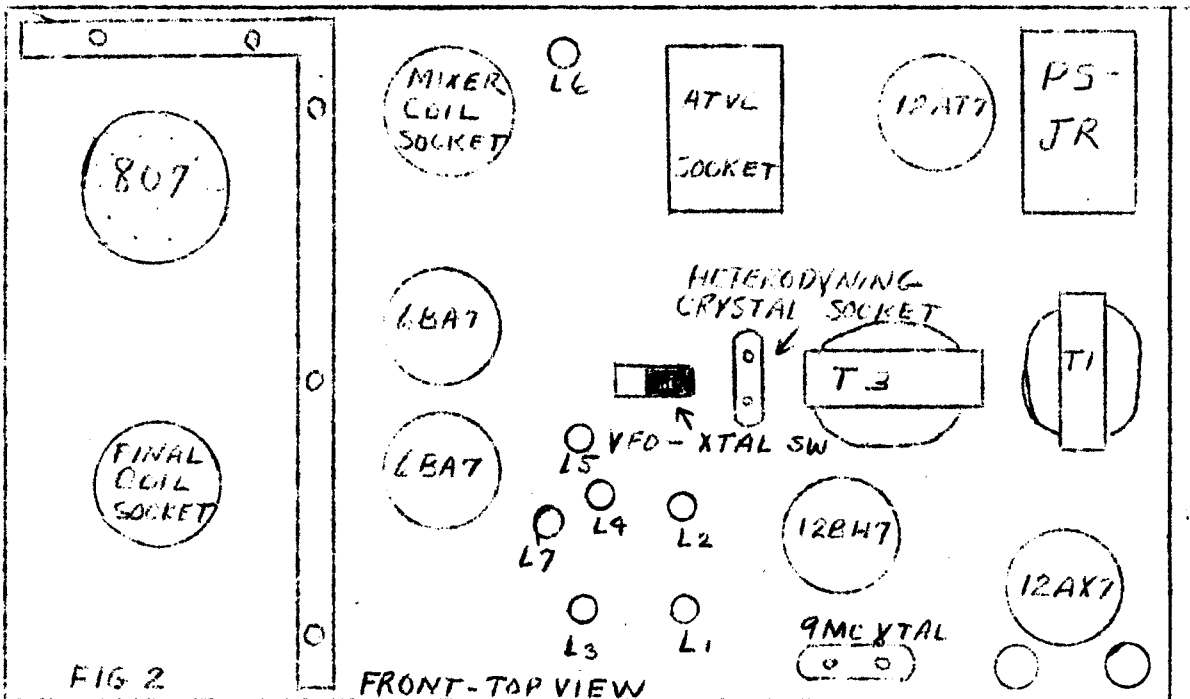 MIXER
COIL
SOCKET
L6
ATVC
SOCKET
12AT7
PS-
JR
807
HETERODYNING
CRYSTAL SOCKET
6BA7
T3
T1
VFO - XTAL SW
L5
FINAL
COIL
SOCKET
6BA7
L4
L2
L7
12BH7
12AX7
L3
L1
9MC XTAL
FIG 2
FRONT-TOP VIEW